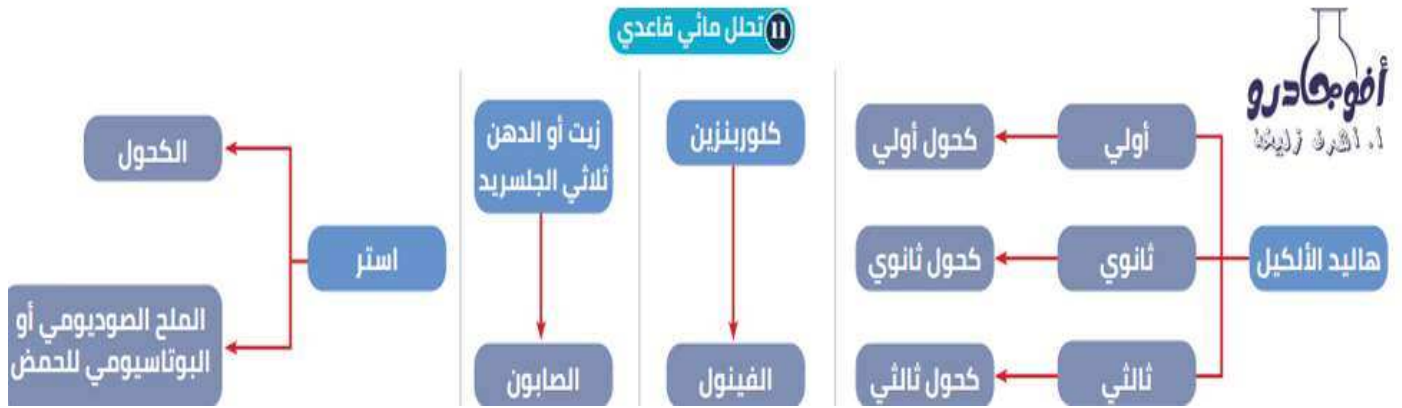 11 تحلل مائي قاعدي
أفوجادرو
أ. أشرف زليخة
هاليد الألكيل
أولي
كحول أولي
ثانوي
كحول ثانوي
ثالثي
كحول ثالثي
كلوربنزين
الفينول
زيت أو الدهن
ثلاثي الجلسريد
الصابون
استر
الكحول
الملح الصوديومي أو
البوتاسيومي للحمض